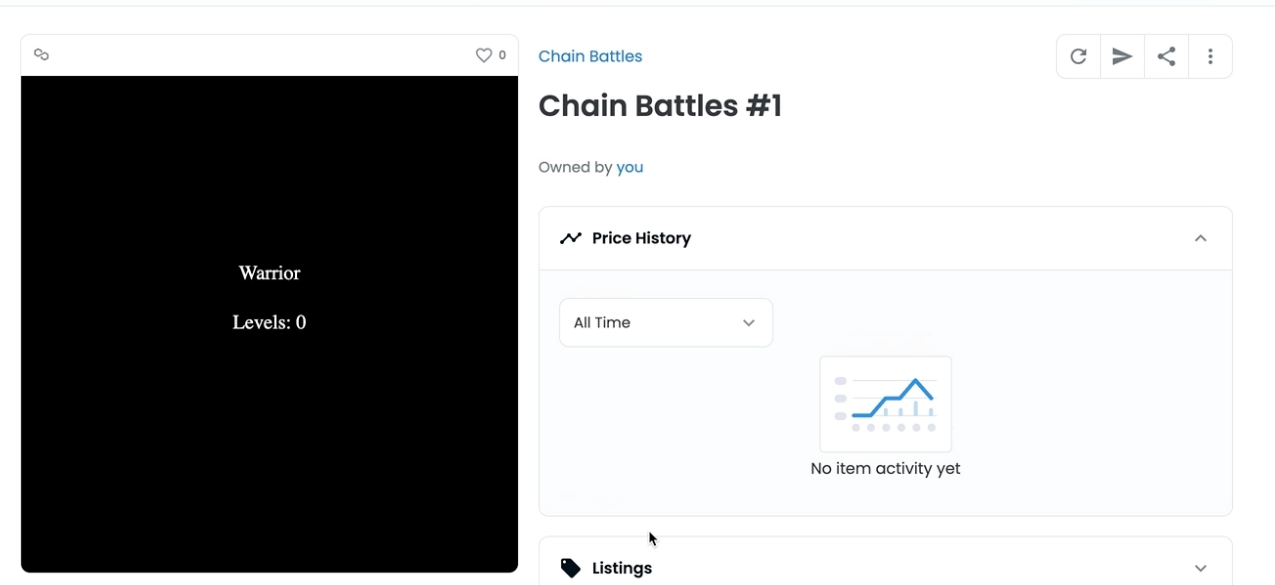 0
Chain Battles
Chain Battles #1
Owned by you
Price History
All Time
No item activity yet
Listings
Warrior
Levels: 0